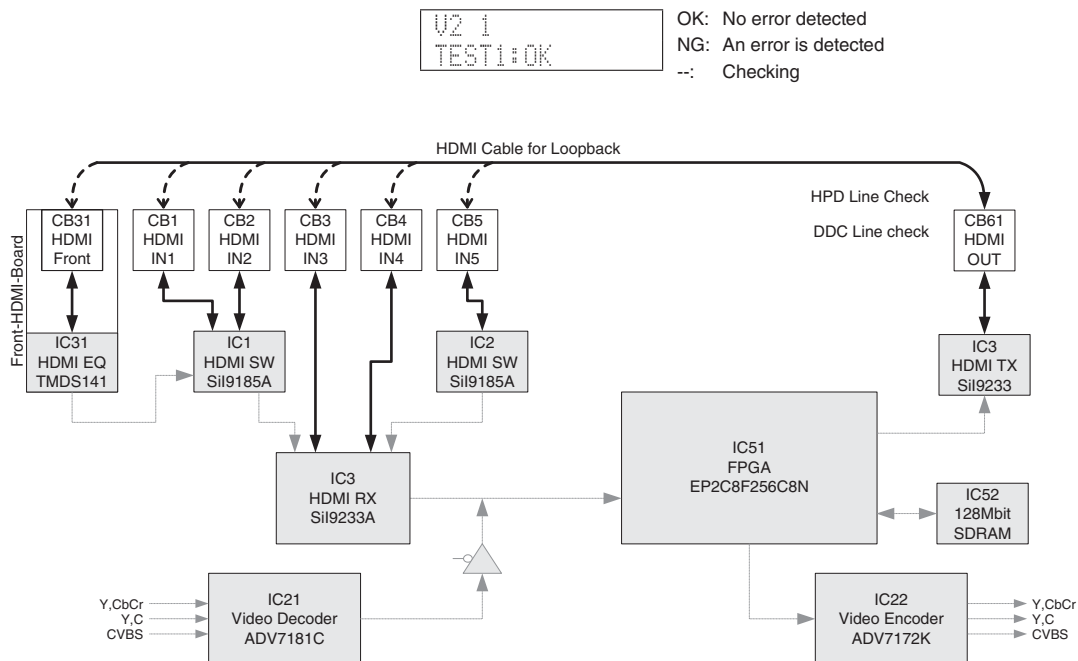 V2 1
TEST1:OK
OK: No error detected
NG: An error is detected
--: Checking
HDMI Cable for Loopback
HPD Line Check
DDC Line check
Front-HDMI-Board
CB31
HDMI
Front
CB1
HDMI
IN1
CB2
HDMI
IN2
CB3
HDMI
IN3
CB4
HDMI
IN4
CB5
HDMI
IN5
CB61
HDMI
OUT
IC31
HDMI EQ
TMDS141
IC1
HDMI SW
SiI9185A
IC2
HDMI SW
SiI9185A
IC3
HDMI TX
SiI9233
IC3
HDMI RX
SiI9233A
IC51
FPGA
EP2C8F256C8N
IC52
128Mbit
SDRAM
Y,CbCr
Y,C
CVBS
IC21
Video Decoder
ADV7181C
IC22
Video Encoder
ADV7172K
Y,CbCr
Y,C
CVBS